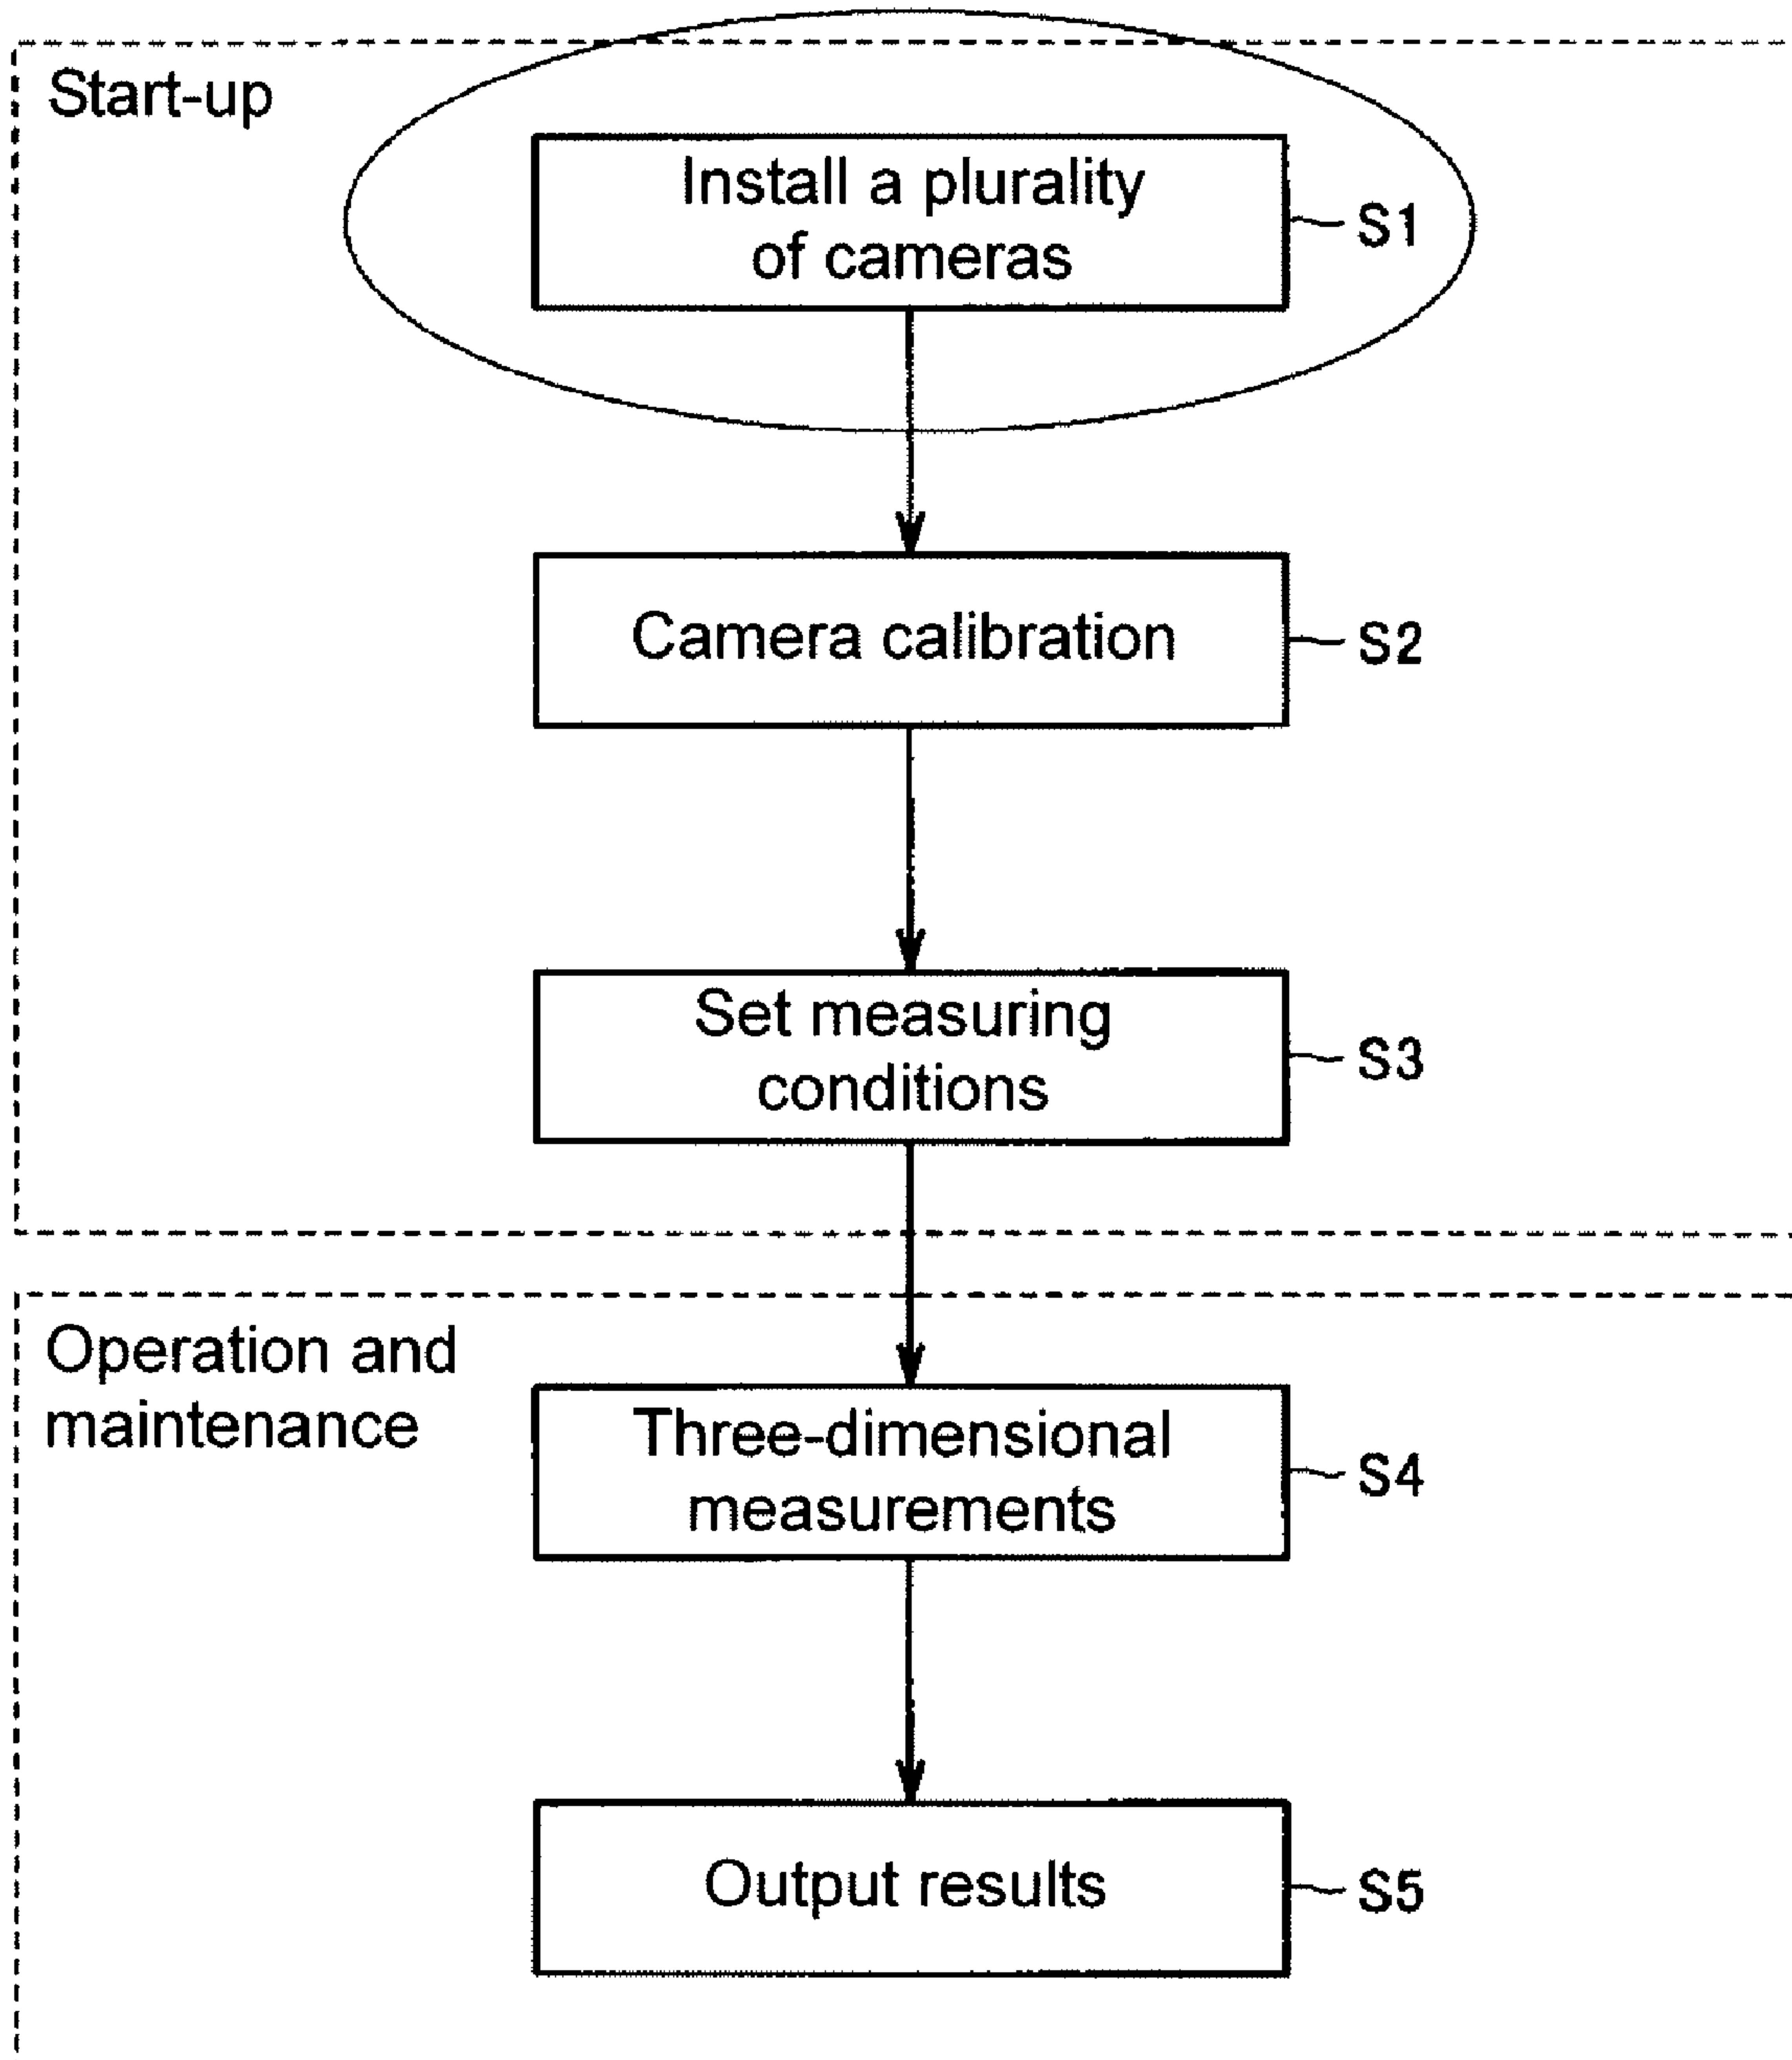 Start-up
Install a plurality
of cameras
S1
Camera calibration
S2
Set measuring
conditions
S3
Operation and
maintenance
Three-dimensional
measurements
S4
Output results
S5